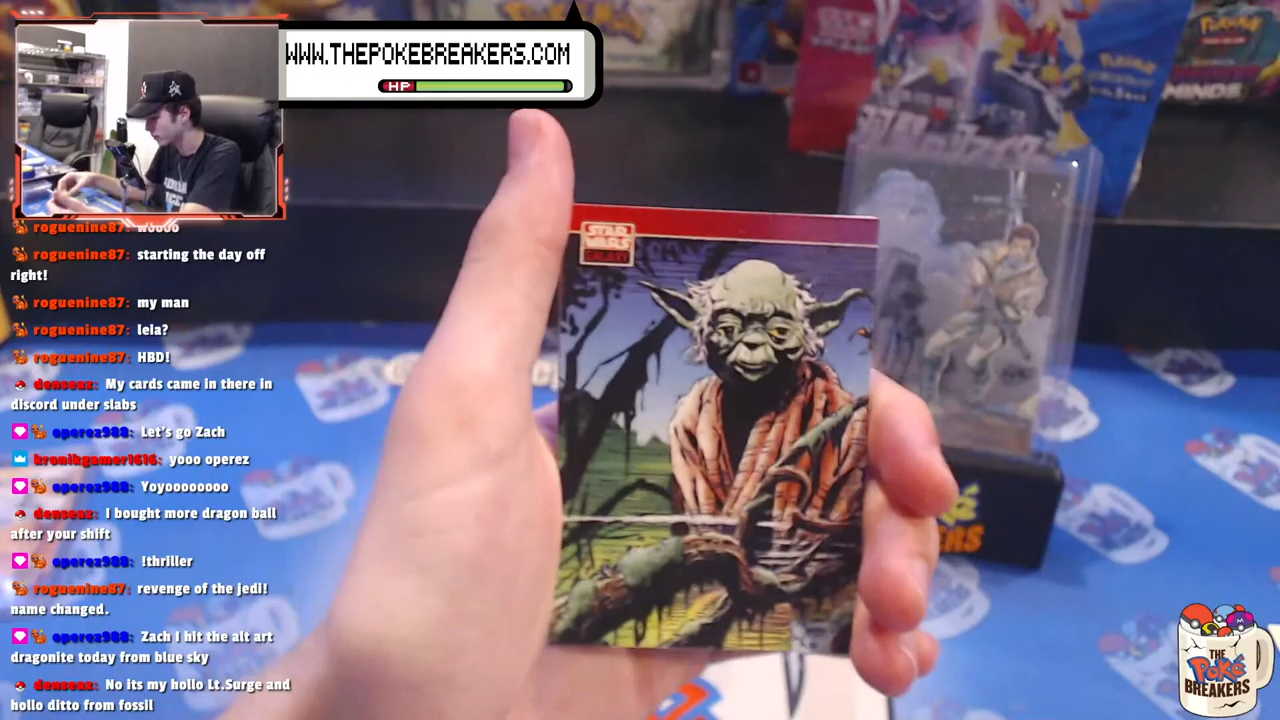 WWW.THEPOKEBREAKERS.COM
HP
roguenine87: woooo
roguenine87: starting the day off
right!
roguenine87: my man
roguenine87: leia?
roguenine87: HBD!
denseaz: My cards came in there in
discord under slabs
operez988: Let's go Zach
kronikgamer1616: yooo operez
operez988: Yoyooooooo
denseaz: I bought more dragon ball
after your shift
operez988: !thriller
roguenine87: revenge of the jedi!
name changed.
operez988: Zach I hit the alt art
dragonite today from blue sky
denseaz: No its my hollo Lt.Surge and
hollo ditto from fossil
STAR
WARS
GALAXY
THE
Poké
BREAKERS